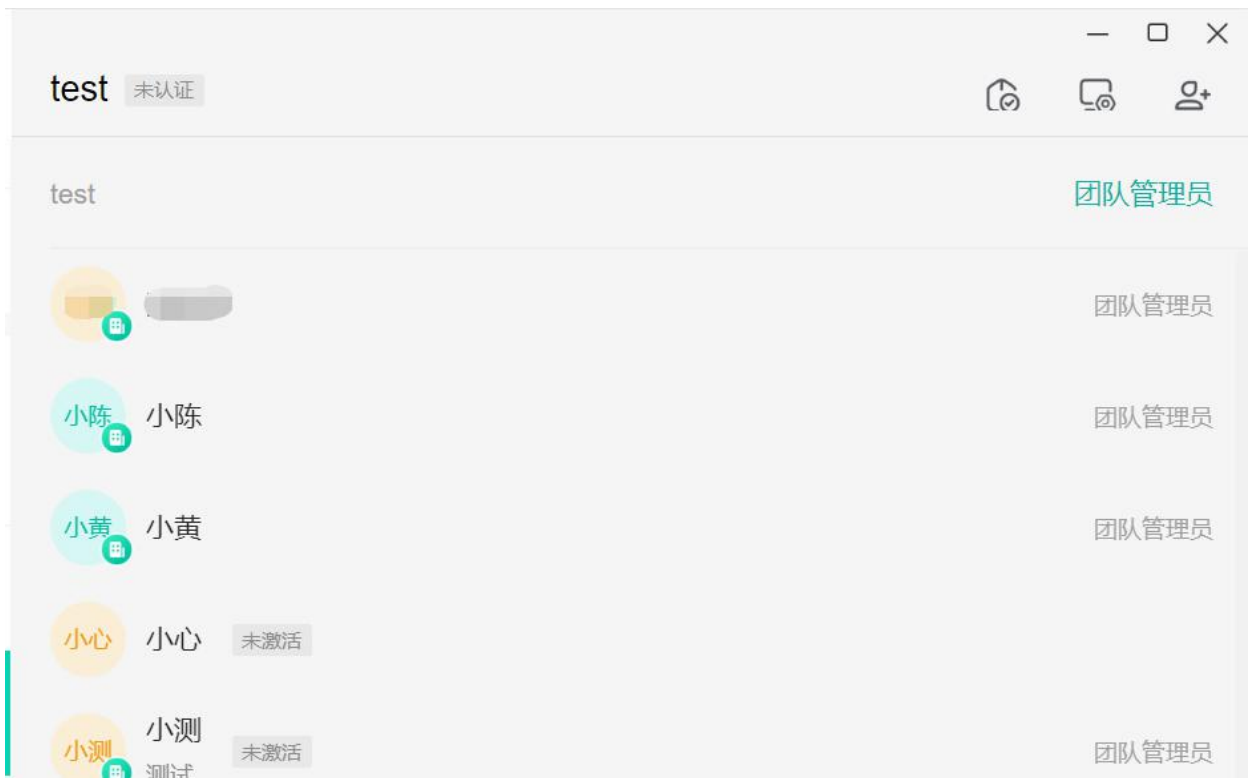 test 未认证
test 团队管理员
团队管理员
小陈 小陈 团队管理员
小黄 小黄 团队管理员
小心 小心 未激活
小测 小测 未激活 团队管理员
测试